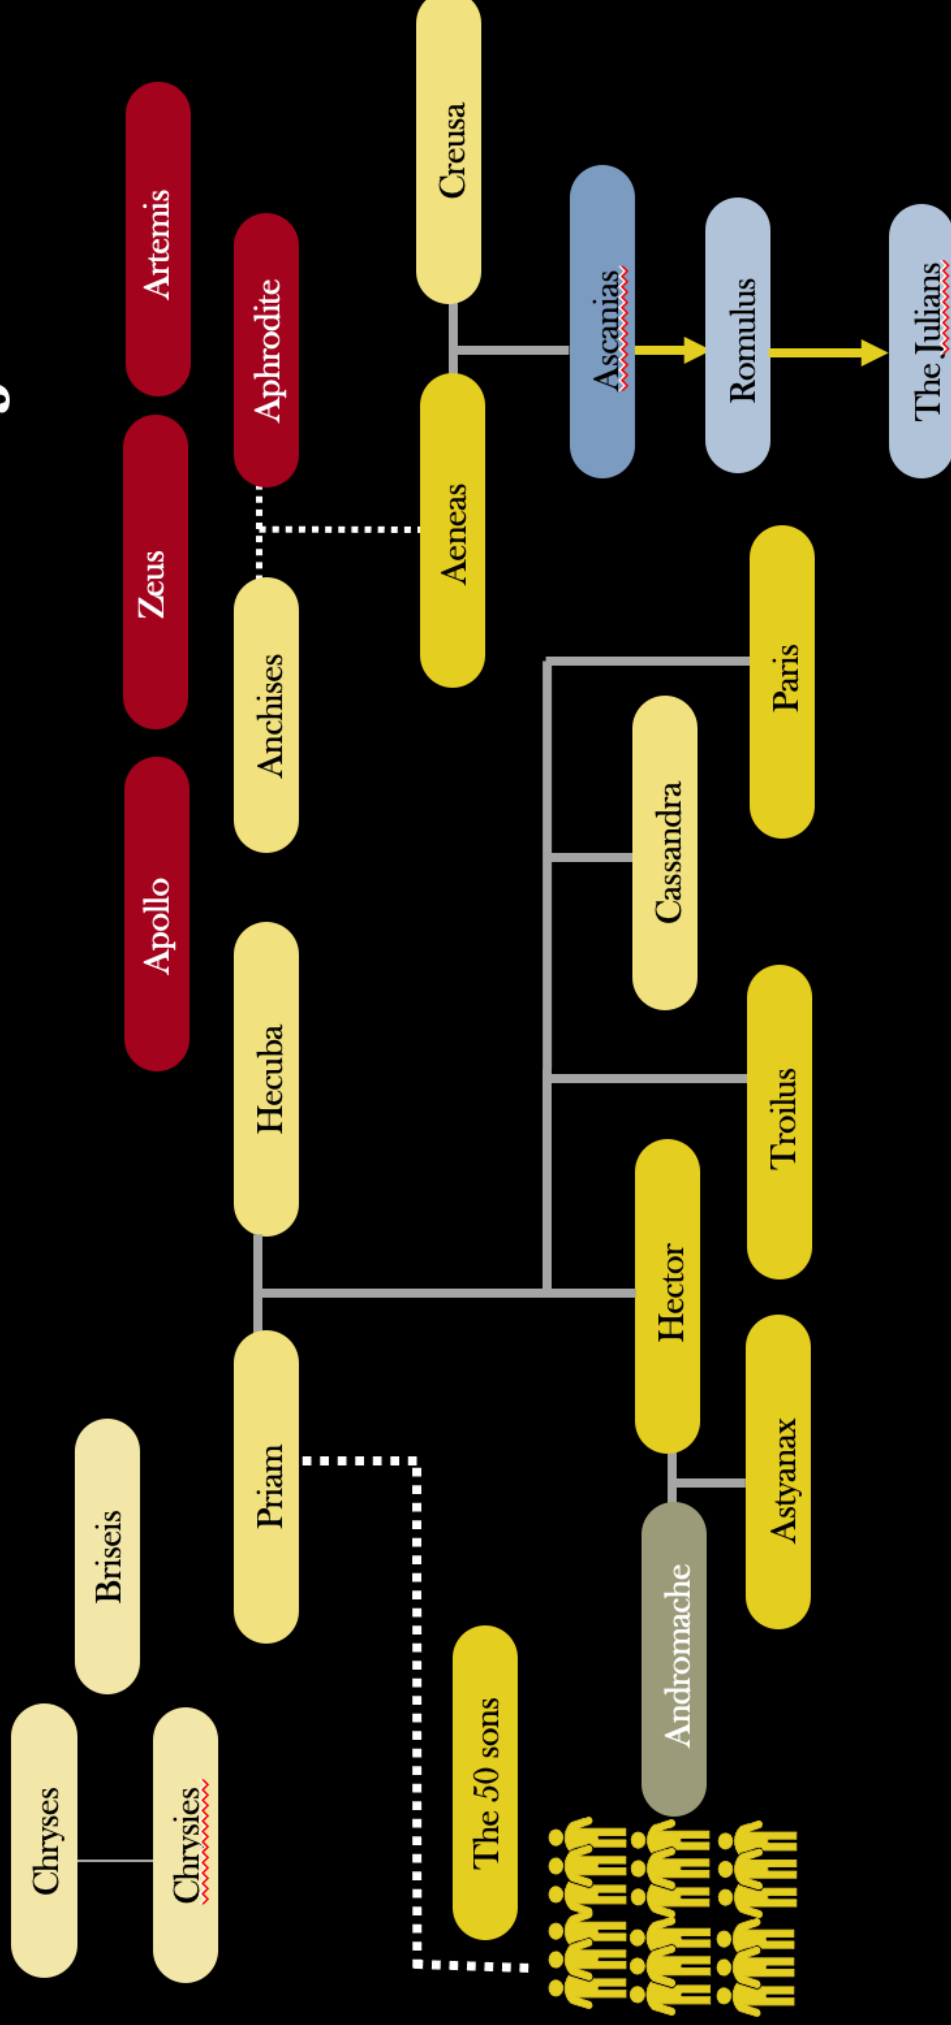 Chryses
Briseis
Chrysies
Apollo
Zeus
Artemis
Priam
Hecuba
Anchises
Aphrodite
Aeneas
Creusa
The 50 sons
Ascanias
Andromache
Hector
Cassandra
Romulus
Astyanax
Troilus
Paris
The Julians